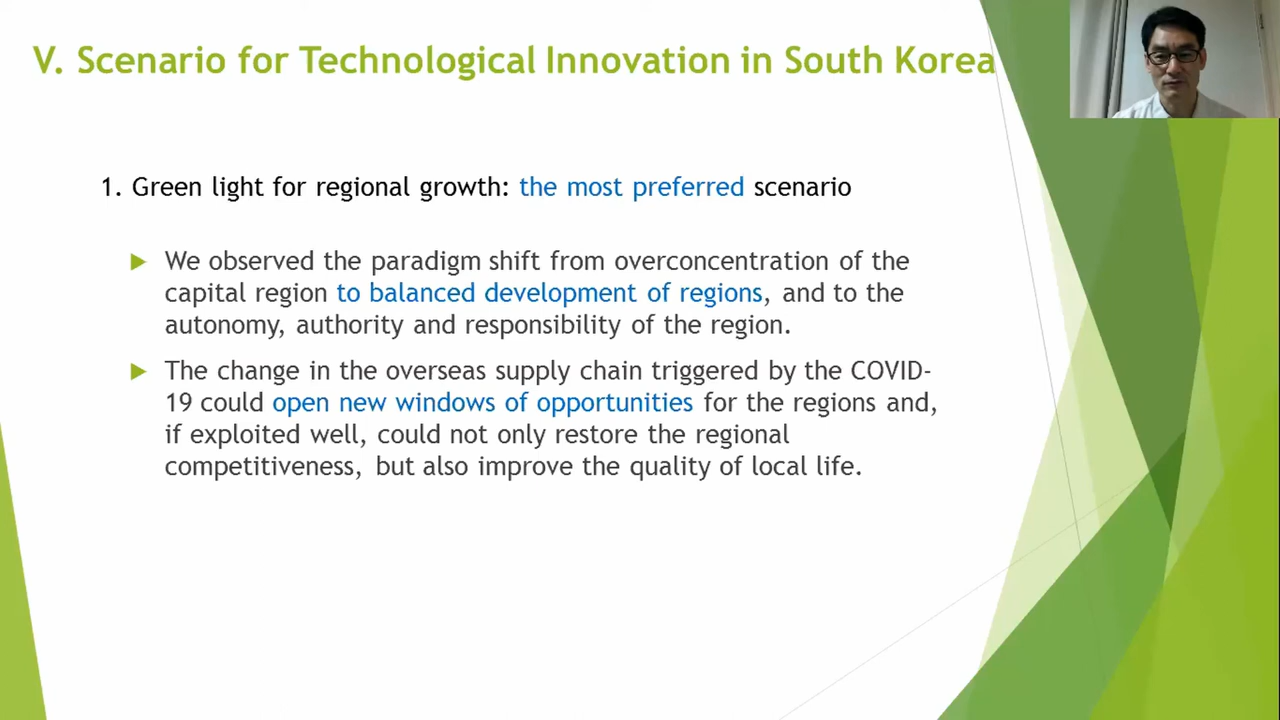 V. Scenario for Technological Innovation in South Korea
1. Green light for regional growth: the most preferred scenario
We observed the paradigm shift from overconcentration of the
capital region to balanced development of regions, and to the
autonomy, authority and responsibility of the region.
The change in the overseas supply chain triggered by the COVID-
19 could open new windows of opportunities for the regions and,
if exploited well, could not only restore the regional
competitiveness, but also improve the quality of local life.